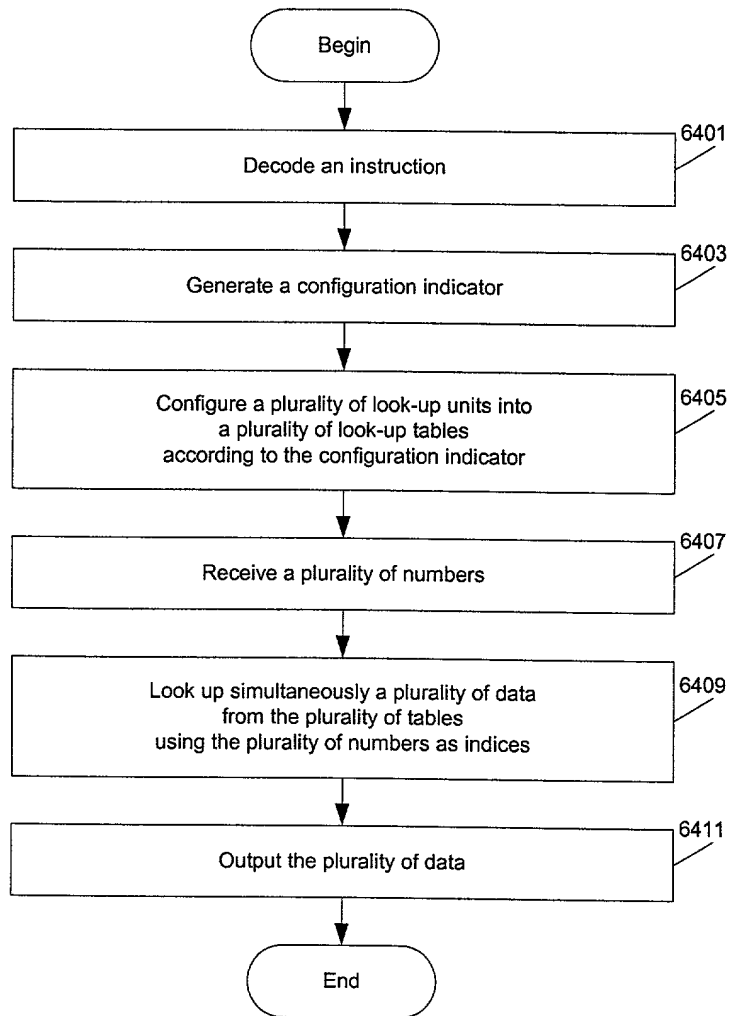 Begin
6401
Decode an instruction
6403
Generate a configuration indicator
6405
Configure a plurality of look-up units into
a plurality of look-up tables
according to the configuration indicator
6407
Receive a plurality of numbers
6409
Look up simultaneously a plurality of data
from the plurality of tables
using the plurality of numbers as indices
6411
Output the plurality of data
End